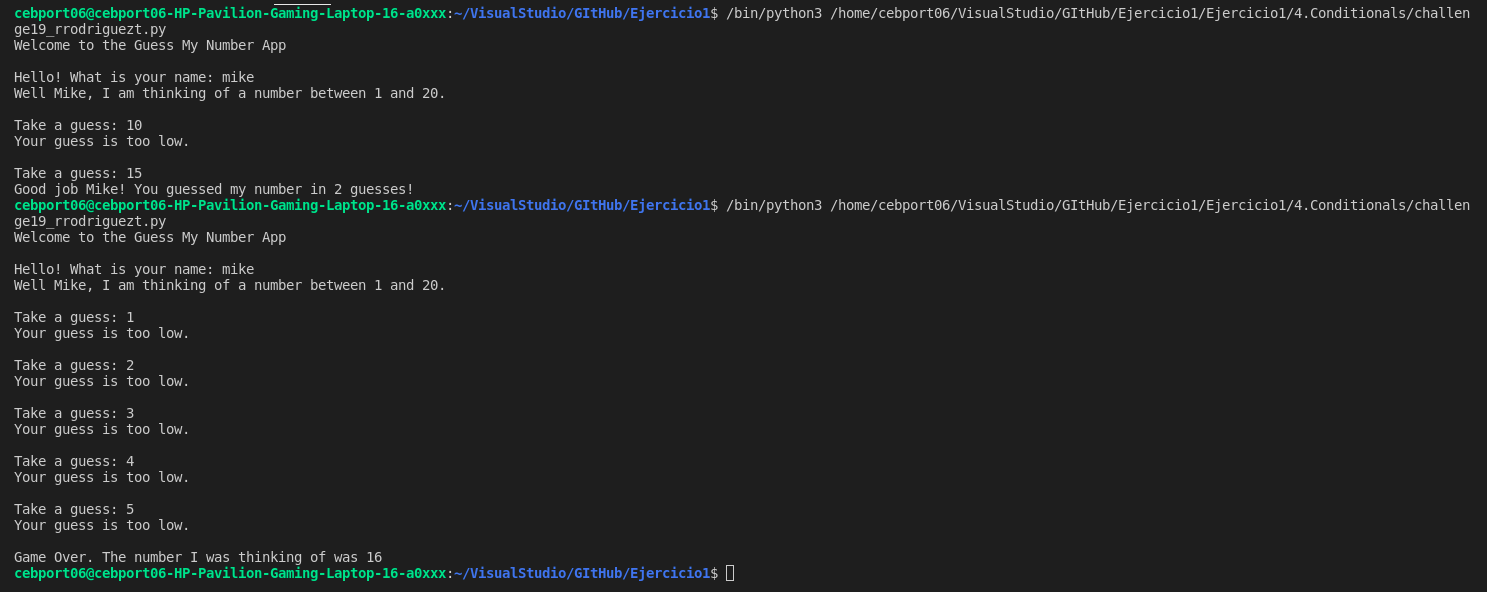 cebport06@cebport06-HP-Pavilion-Gaming-Laptop-16-a0xxx:~/VisualStudio/GItHub/Ejercicio1$ /bin/python3 /home/cebport06/VisualStudio/GItHub/Ejercicio1/Ejercicio1/4.Conditionals/challen
ge19_rrodriguezt.py
Welcome to the Guess My Number App
Hello! What is your name: mike
Well Mike, I am thinking of a number between 1 and 20.
Take a guess: 10
Your guess is too low.
Take a guess: 15
Good job Mike! You guessed my number in 2 guesses!
cebport06@cebport06-HP-Pavilion-Gaming-Laptop-16-a0xxx:~/VisualStudio/GItHub/Ejercicio1$ /bin/python3 /home/cebport06/VisualStudio/GItHub/Ejercicio1/Ejercicio1/4.Conditionals/challen
ge19_rrodriguezt.py
Welcome to the Guess My Number App
Hello! What is your name: mike
Well Mike, I am thinking of a number between 1 and 20.
Take a guess: 1
Your guess is too low.
Take a guess: 2
Your guess is too low.
Take a guess: 3
Your guess is too low.
Take a guess: 4
Your guess is too low.
Take a guess: 5
Your guess is too low.
Game Over. The number I was thinking of was 16
cebport06@cebport06-HP-Pavilion-Gaming-Laptop-16-a0xxx:~/VisualStudio/GItHub/Ejercicio1$